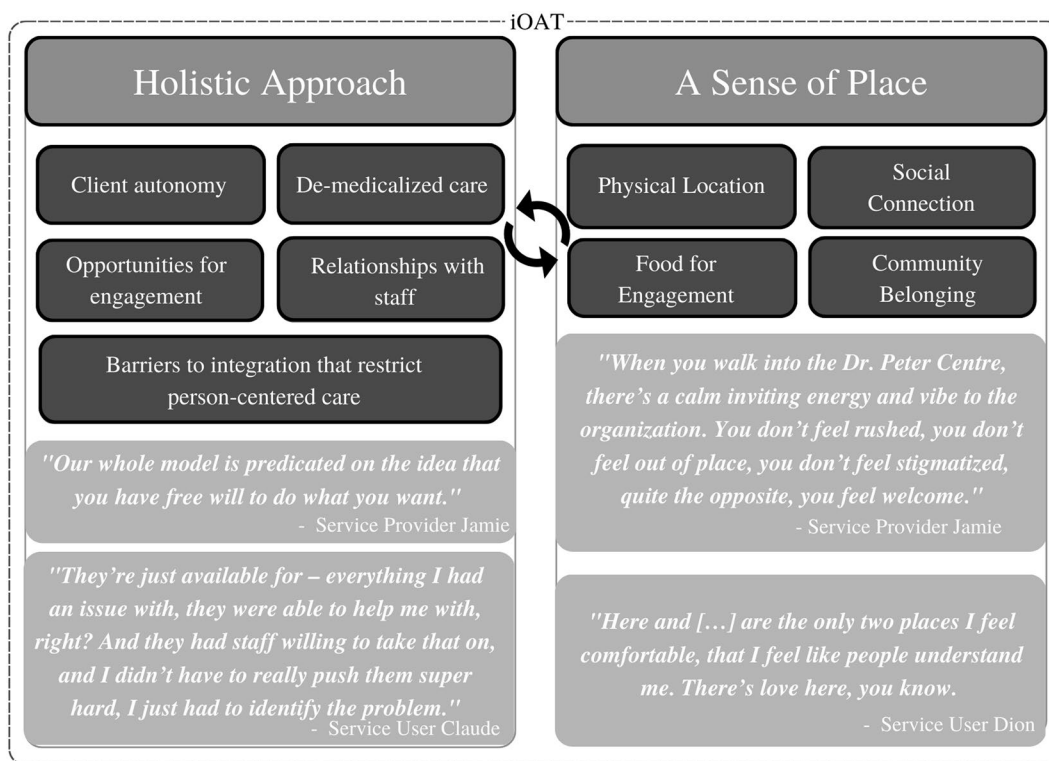 iOAT
Holistic Approach
Client autonomy
De-medicalized care
Opportunities for
engagement
Relationships with
staff
Barriers to integration that restrict
person-centered care
"Our whole model is predicated on the idea that
you have free will to do what you want."
- Service Provider Jamie
"They’re just available for – everything I had
an issue with, they were able to help me with,
right? And they had staff willing to take that on,
and I didn’t have to really push them super
hard, I just had to identify the problem."
- Service User Claude
A Sense of Place
Physical Location
Social
Connection
Food for
Engagement
Community
Belonging
"When you walk into the Dr. Peter Centre,
there’s a calm inviting energy and vibe to the
organization. You don’t feel rushed, you don’t
feel out of place, you don’t feel stigmatized,
quite the opposite, you feel welcome."
- Service Provider Jamie
"Here and […] are the only two places I feel
comfortable, that I feel like people understand
me. There’s love here, you know.
- Service User Dion